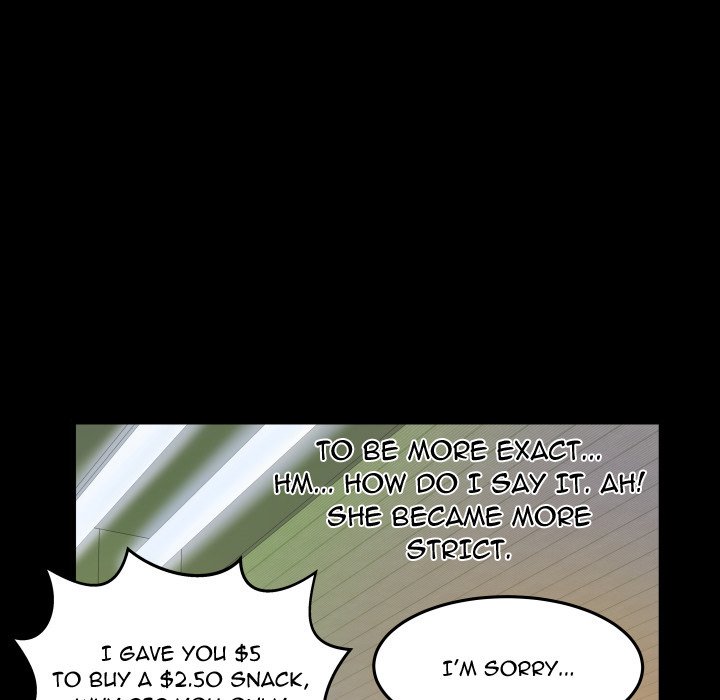 TO BE MORE EXACT...
HM... HOW DO I SAY IT. AH!
SHE BECAME MORE
STRICT.
I GAVE YOU $5
TO BUY A $2.50 SNACK,
I'M SORRY...